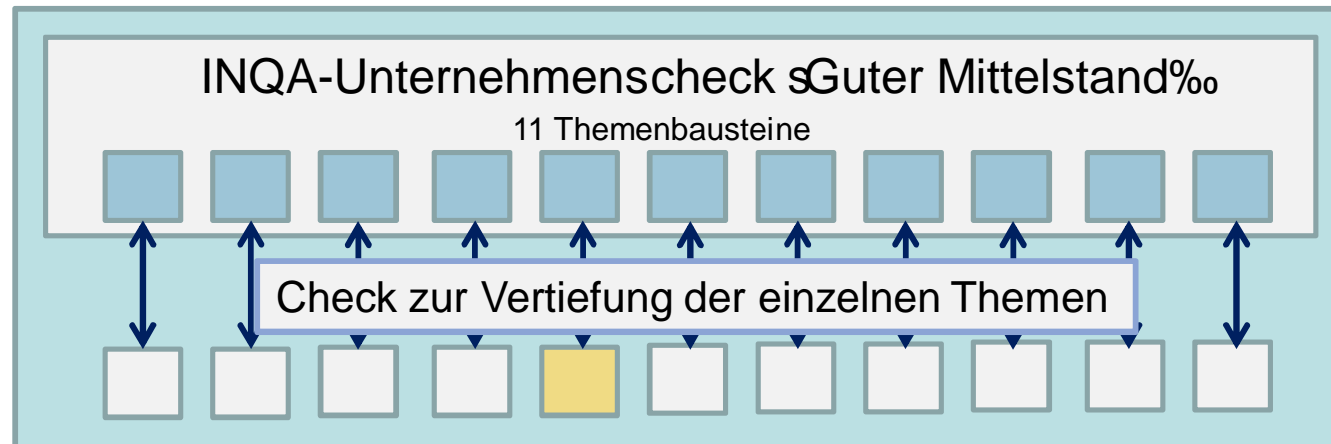 INQA-Unternehmenscheck sGuter Mittelstand‰
11 Themenbausteine
Check zur Vertiefung der einzelnen Themen